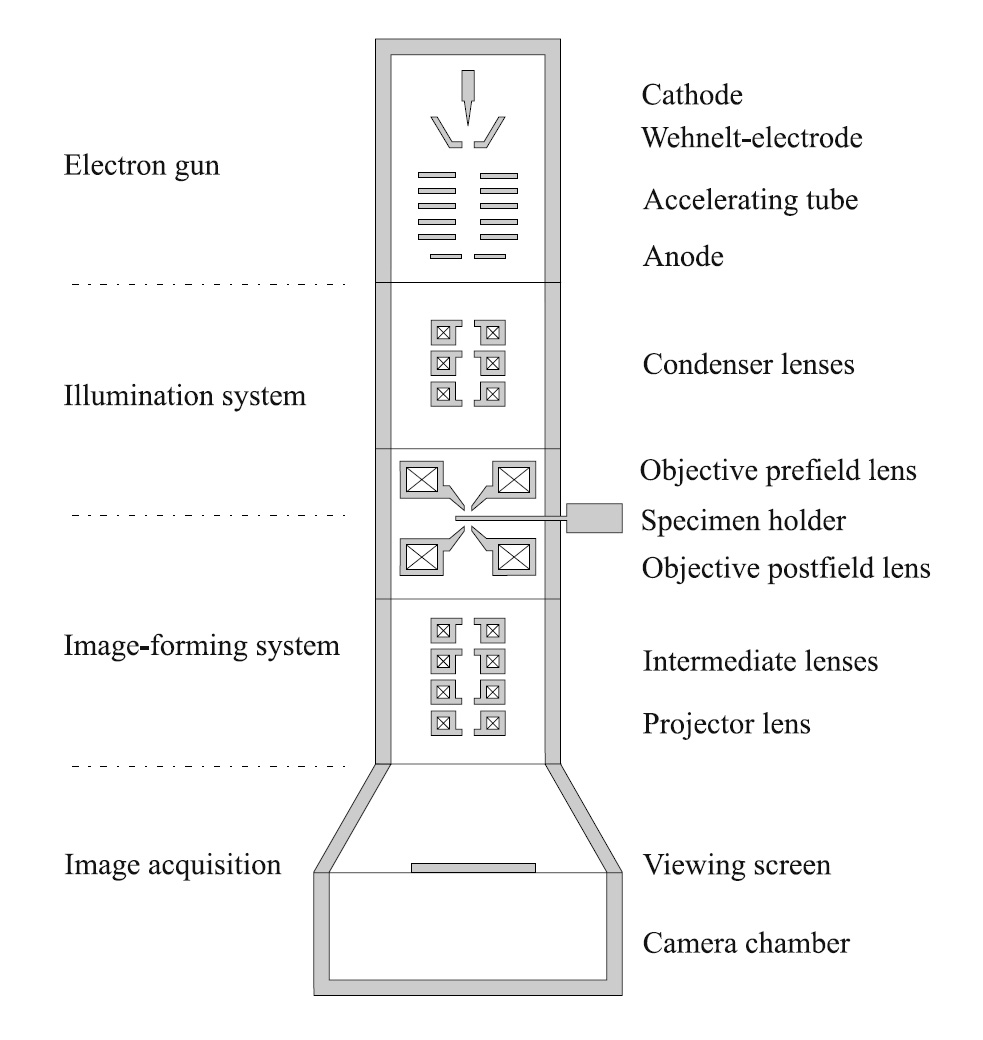 Cathode
Wehnelt-electrode
Electron gun
Accelerating tube
Anode
Condenser lenses
Illumination system
Objective prefield lens
Specimen holder
Objective postfield lens
Image-forming system
Intermediate lenses
Projector lens
Image acquisition
Viewing screen
Camera chamber